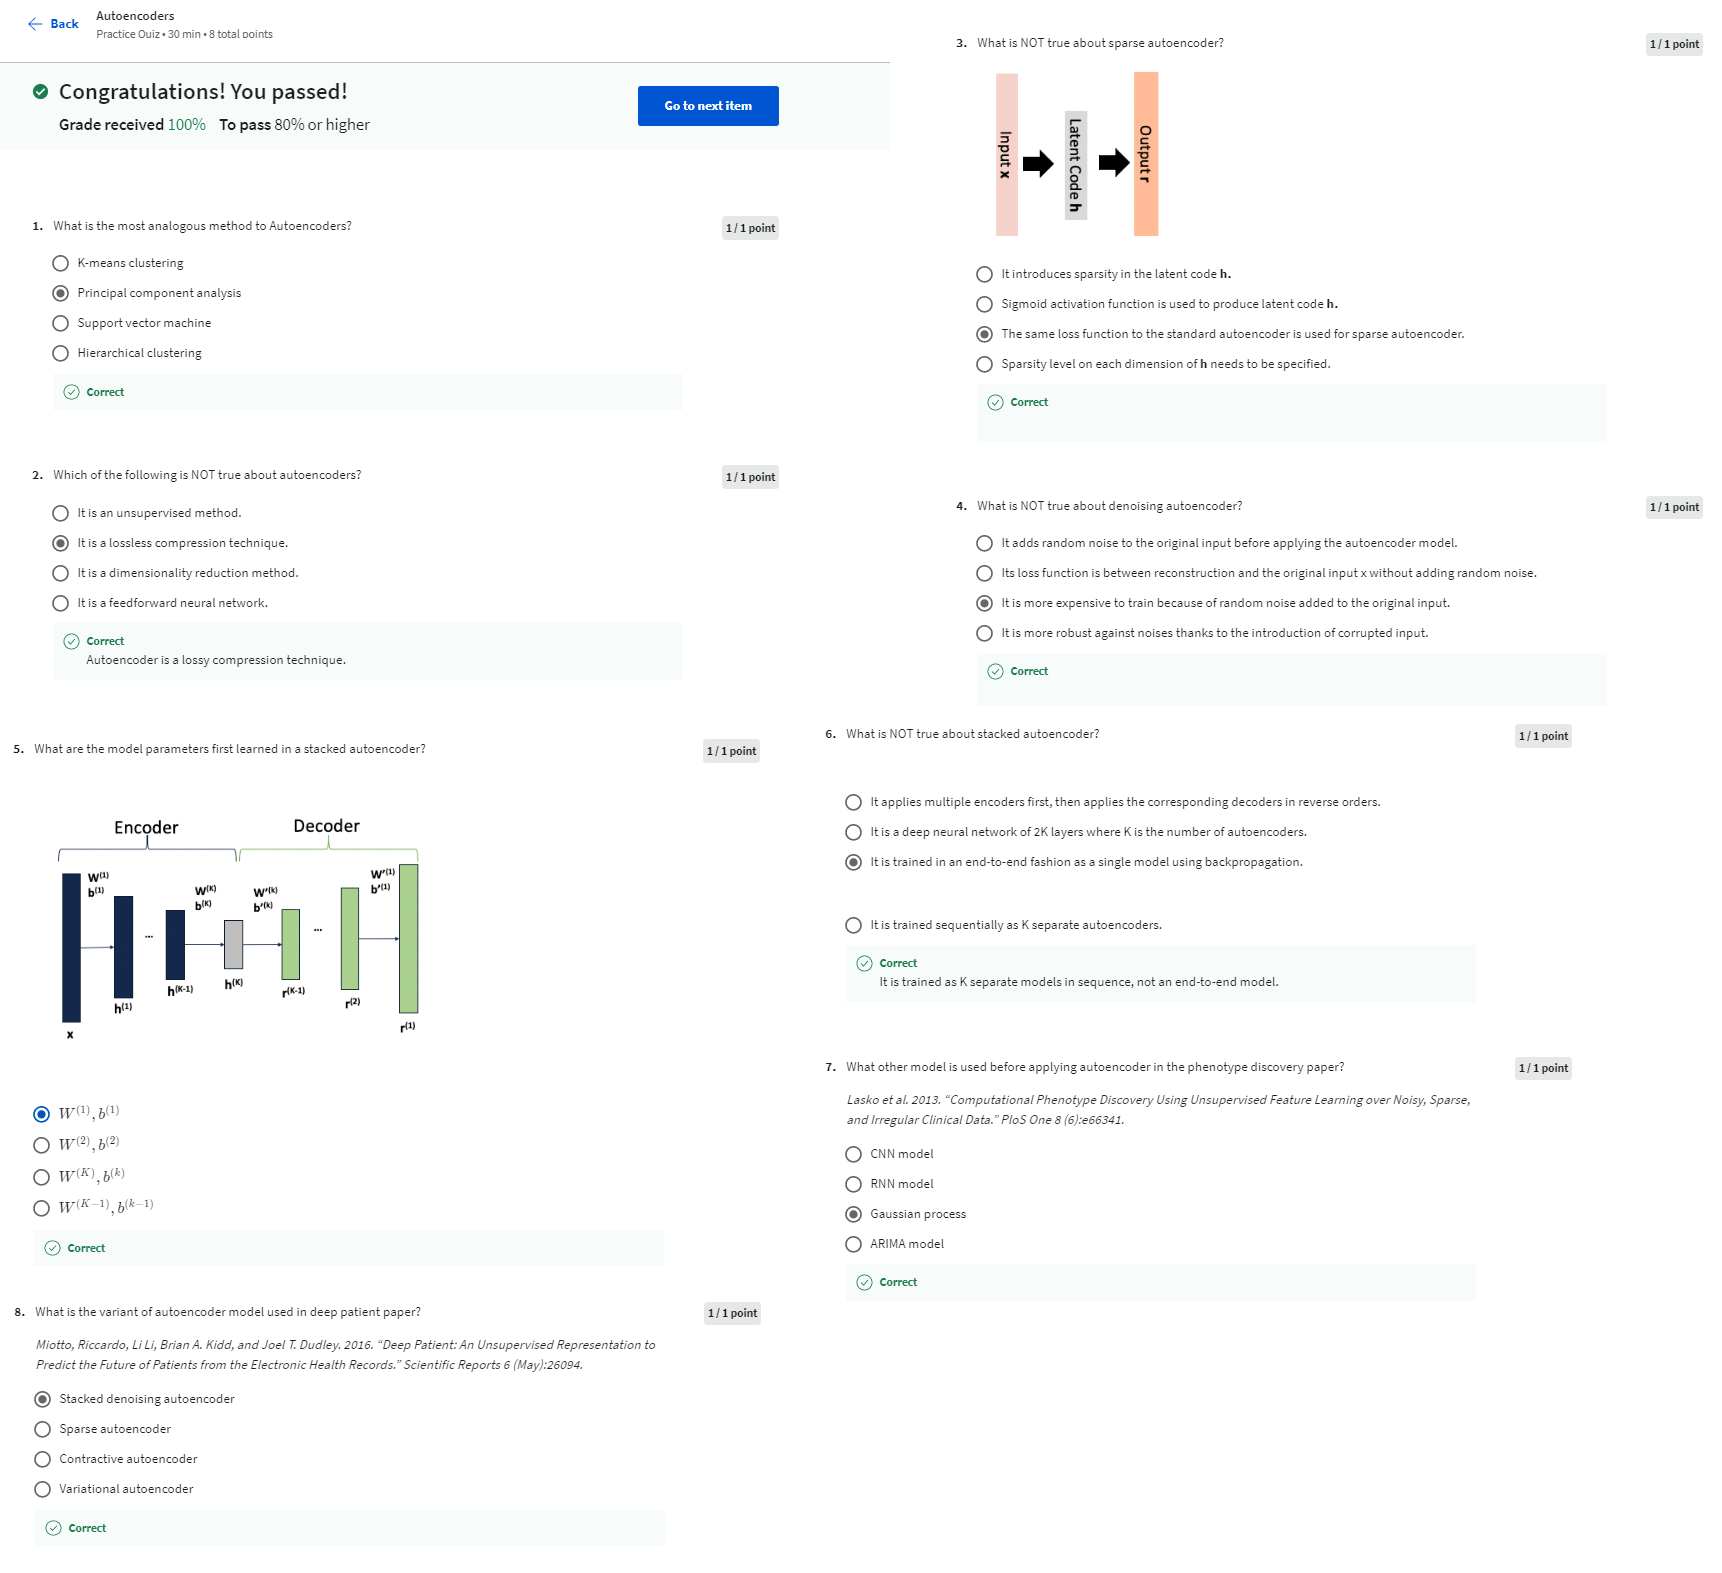 Back
Autoencoders
Practice Quiz • 30 min • 8 total points
Congratulations! You passed!
Grade received 100% To pass 80% or higher
Go to next item
1. What is the most analogous method to Autoencoders?
1 / 1 point
K-means clustering
Principal component analysis
Support vector machine
Hierarchical clustering
Correct
2. Which of the following is NOT true about autoencoders?
1 / 1 point
It is an unsupervised method.
It is a lossless compression technique.
It is a dimensionality reduction method.
It is a feedforward neural network.
Correct
Autoencoder is a lossy compression technique.
3. What is NOT true about sparse autoencoder?
1 / 1 point
Input x
Latent Code h
Output r
It introduces sparsity in the latent code h.
Sigmoid activation function is used to produce latent code h.
The same loss function to the standard autoencoder is used for sparse autoencoder.
Sparsity level on each dimension of h needs to be specified.
Correct
4. What is NOT true about denoising autoencoder?
1 / 1 point
It adds random noise to the original input before applying the autoencoder model.
Its loss function is between reconstruction and the original input x without adding random noise.
It is more expensive to train because of random noise added to the original input.
It is more robust against noises thanks to the introduction of corrupted input.
Correct
5. What are the model parameters first learned in a stacked autoencoder?
1 / 1 point
Encoder
Decoder
W(1)
b(1)
W(K)
b(K)
W'(k)
b'(k)
W'(1)
b'(1)
...
...
x
h(1)
h(K-1)
h(K)
r(K-1)
r(2)
r(1)
W(1), b(1)
W(2), b(2)
W(K), b(k)
W(K−1), b(k−1)
Correct
6. What is NOT true about stacked autoencoder?
1 / 1 point
It applies multiple encoders first, then applies the corresponding decoders in reverse orders.
It is a deep neural network of 2K layers where K is the number of autoencoders.
It is trained in an end-to-end fashion as a single model using backpropagation.
It is trained sequentially as K separate autoencoders.
Correct
It is trained as K separate models in sequence, not an end-to-end model.
7. What other model is used before applying autoencoder in the phenotype discovery paper?
1 / 1 point
Lasko et al. 2013. “Computational Phenotype Discovery Using Unsupervised Feature Learning over Noisy, Sparse,
and Irregular Clinical Data.” PloS One 8 (6):e66341.
CNN model
RNN model
Gaussian process
ARIMA model
Correct
8. What is the variant of autoencoder model used in deep patient paper?
1 / 1 point
Miotto, Riccardo, Li Li, Brian A. Kidd, and Joel T. Dudley. 2016. “Deep Patient: An Unsupervised Representation to
Predict the Future of Patients from the Electronic Health Records.” Scientific Reports 6 (May):26094.
Stacked denoising autoencoder
Sparse autoencoder
Contractive autoencoder
Variational autoencoder
Correct